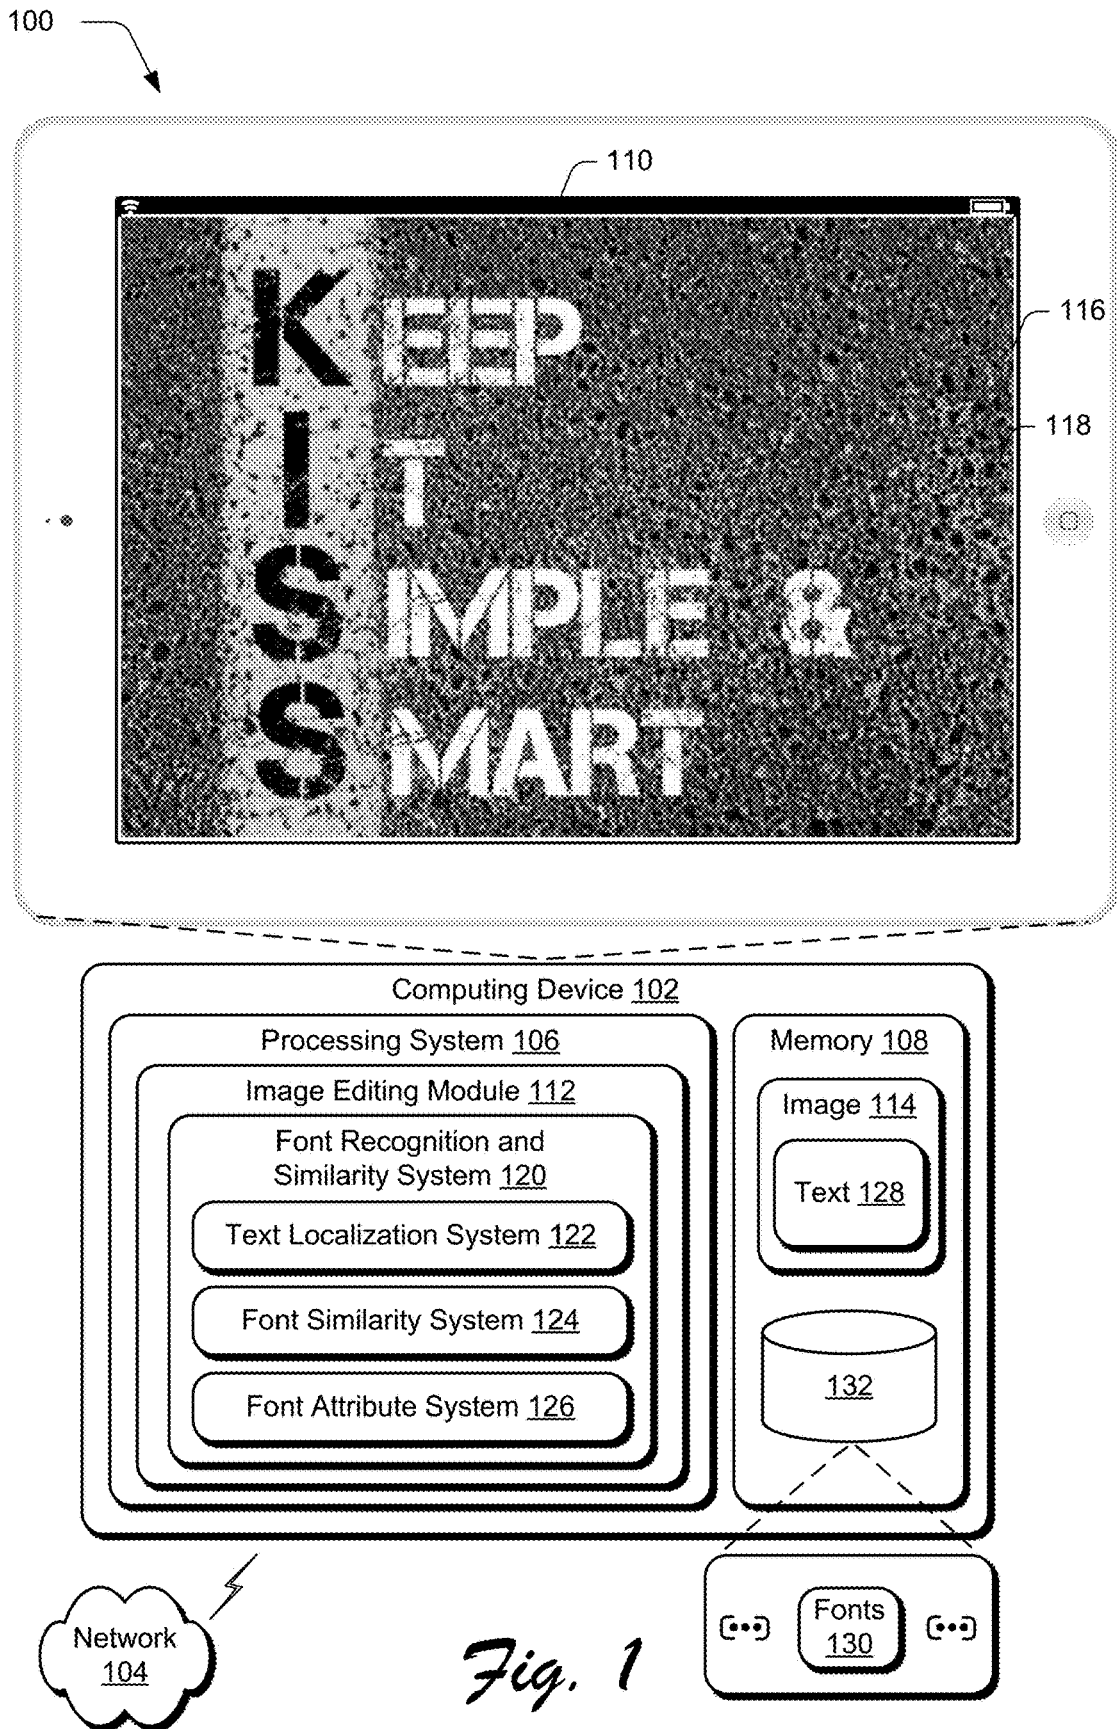 100
110
KEEP
116
118
IT
SIMPLE &
SMART
Computing Device 102
Processing System 106
Memory 108
Image Editing Module 112
Image 114
Font Recognition and
Similarity System 120
Text 128
Text Localization System 122
Font Similarity System 124
132
Font Attribute System 126
Fonts
130
Network
104
Fig. 1